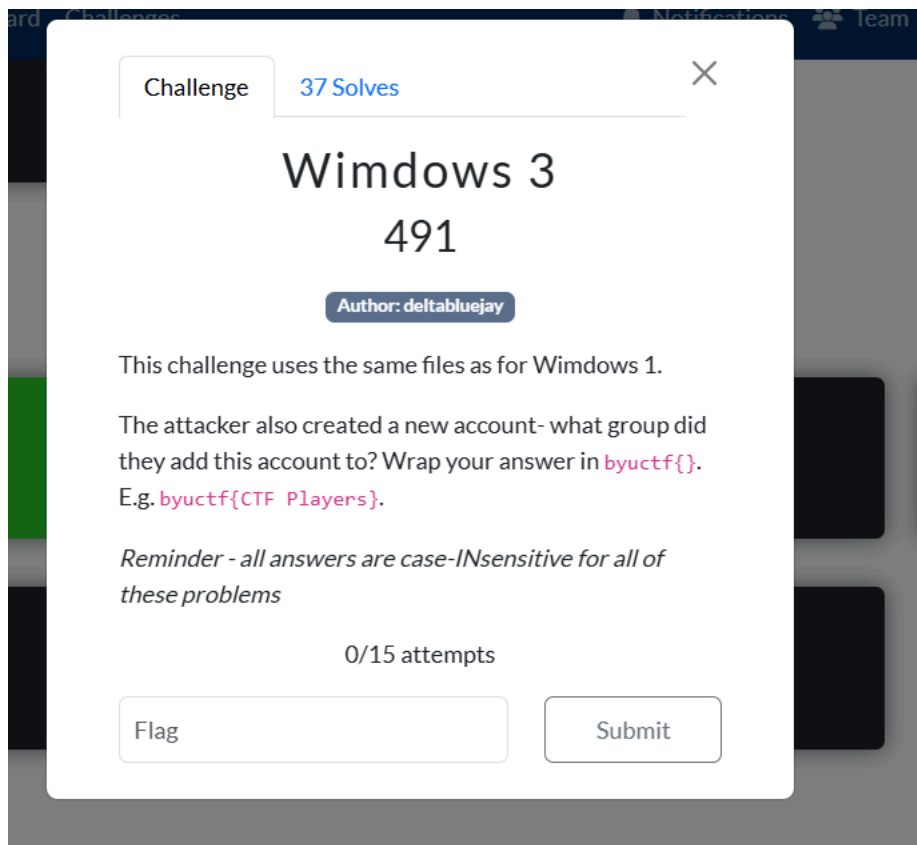 ard Challenges Notifications Team
Challenge 37 Solves
Wimdows 3
491
Author: deltabluejay
This challenge uses the same files as for Wimdows 1.
The attacker also created a new account- what group did
they add this account to? Wrap your answer in byuctf{}.
E.g. byuctf{CTF Players}.
Reminder - all answers are case-INsensitive for all of
these problems
0/15 attempts
Flag Submit